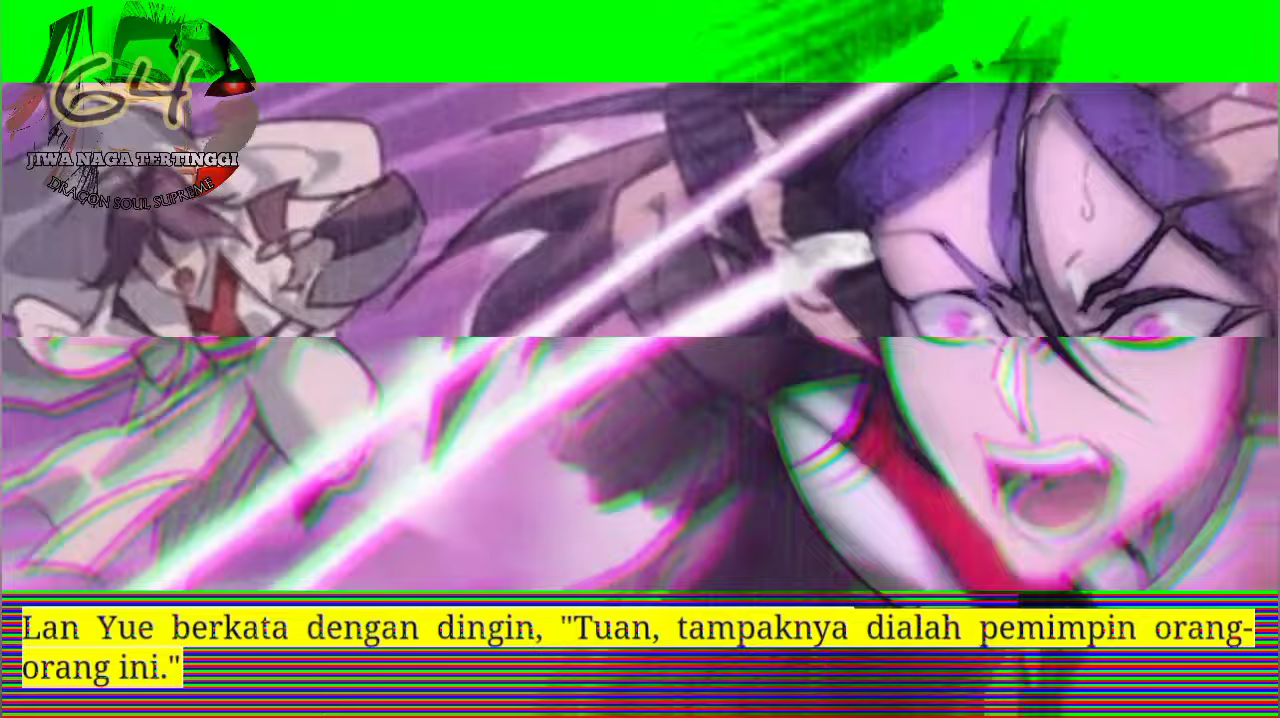 64
JIWA NAGA TERTINGGI
DRAGON SOUL SUPREME
Lan Yue berkata dengan dingin, "Tuan, tampaknya dialah pemimpin orang-
orang ini."